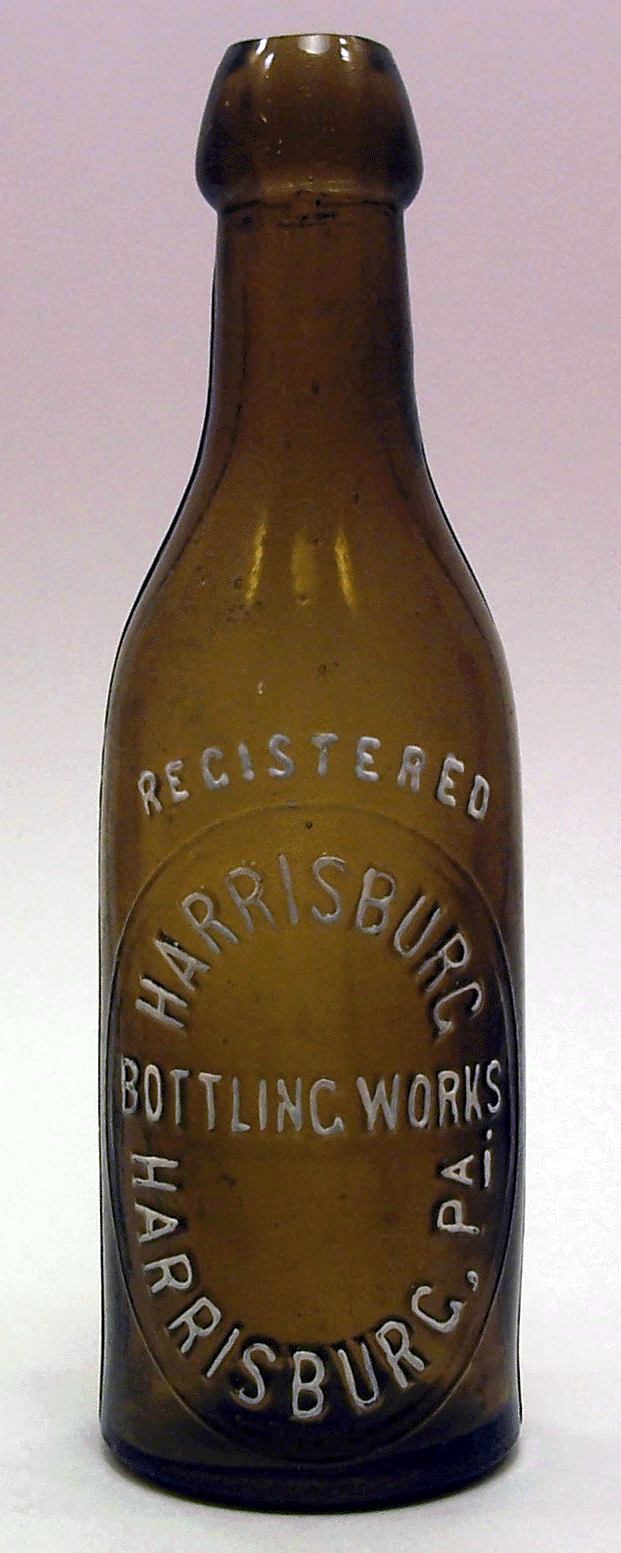 REGISTERED
HARRISBURG
BOTTLING WORKS
HARRISBURG, PA.